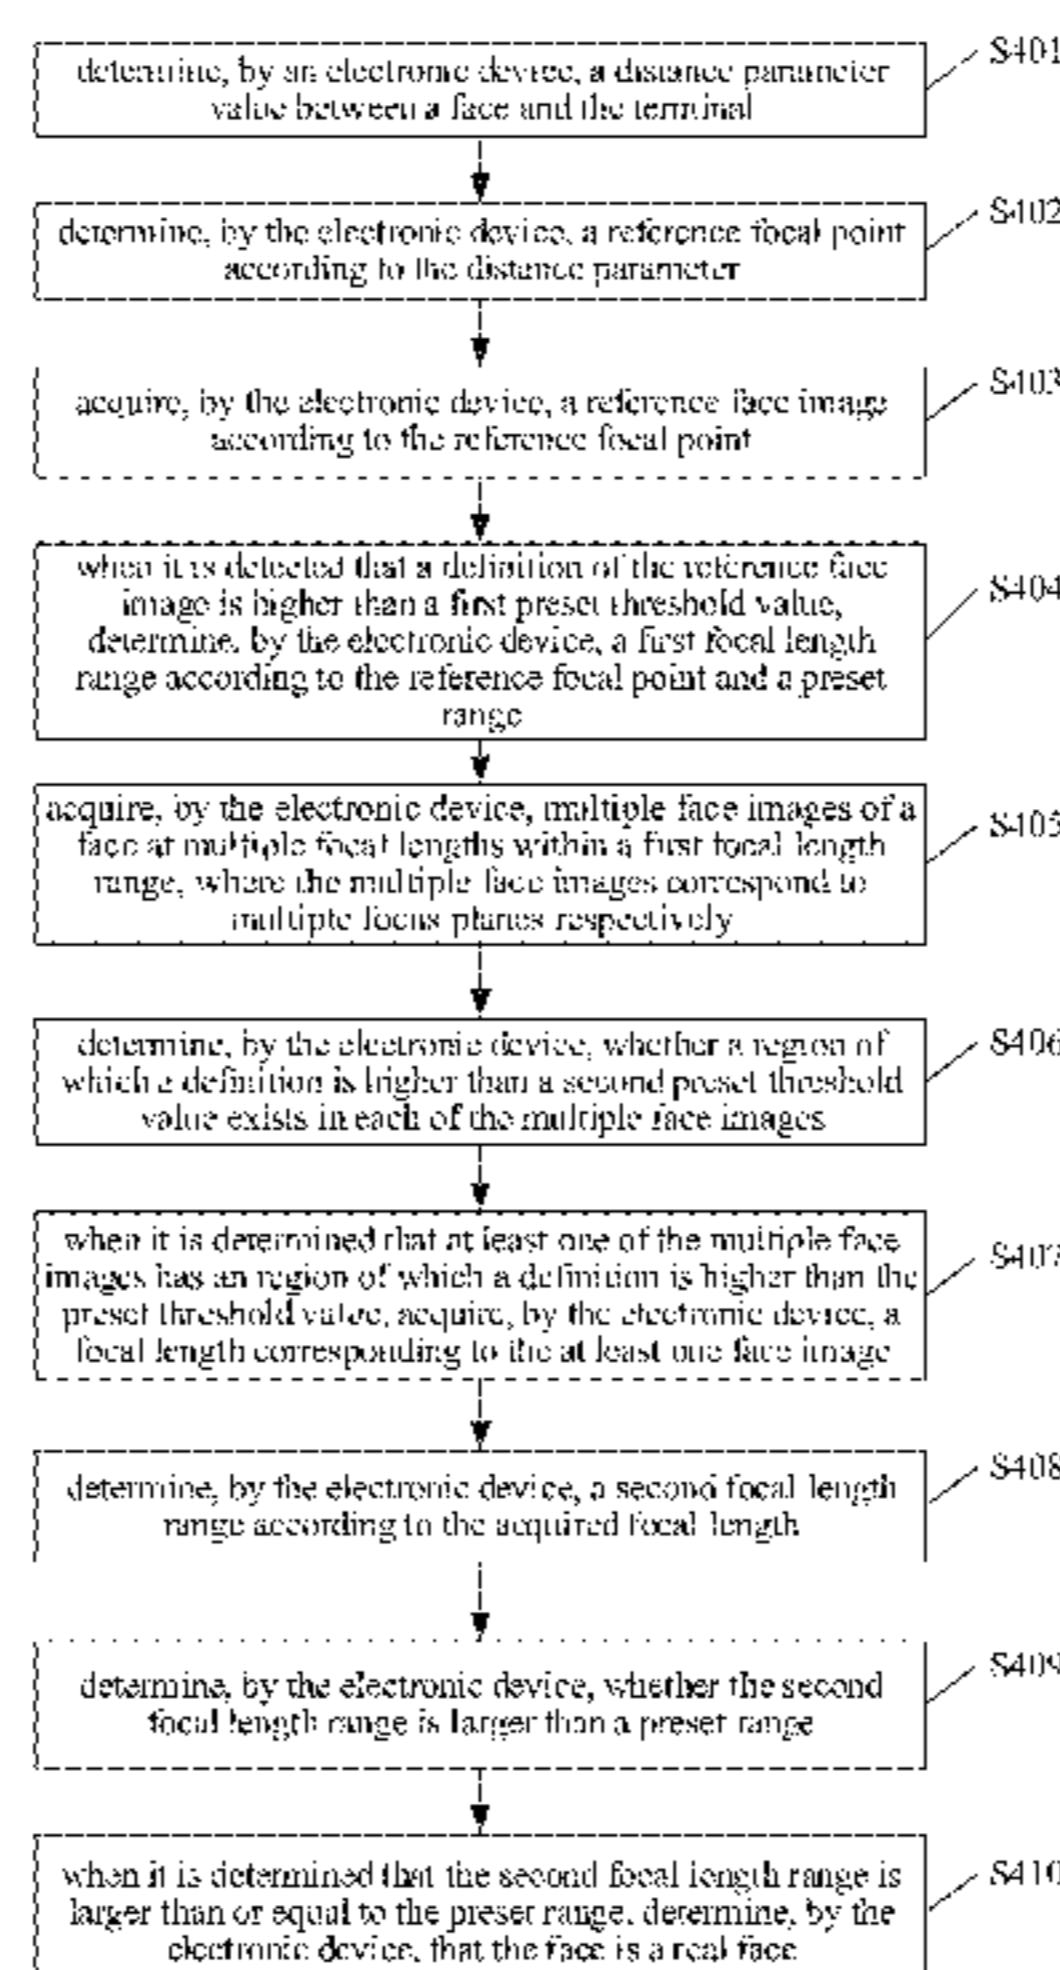 determine, by an electronic device, a distance parameter
value between a face and the terminal
S401
determine, by the electronic device, a reference focal point
according to the distance parameter
S402
acquire, by the electronic device, a reference face image
according to the reference focal point
S403
when it is detected that a definition of the reference face
image is higher than a first preset threshold value,
determine, by the electronic device, a first focal length
range according to the reference focal point and a preset
range
S404
acquire, by the electronic device, multiple face images of a
face at multiple focal lengths within a first focal length
range, where the multiple face images correspond to
multiple focus planes respectively
S405
determine, by the electronic device, whether a region of
which a definition is higher than a second preset threshold
value exists in each of the multiple face images
S406
when it is determined that at least one of the multiple face
images has an region of which a definition is higher than the
preset threshold value, acquire, by the electronic device, a
focal length corresponding to the at least one face image
S407
determine, by the electronic device, a second focal length
range according to the acquired focal length
S408
determine, by the electronic device, whether the second
focal length range is larger than a preset range
S409
when it is determined that the second focal length range is
larger than or equal to the preset range, determine, by the
electronic device, that the face is a real face
S410